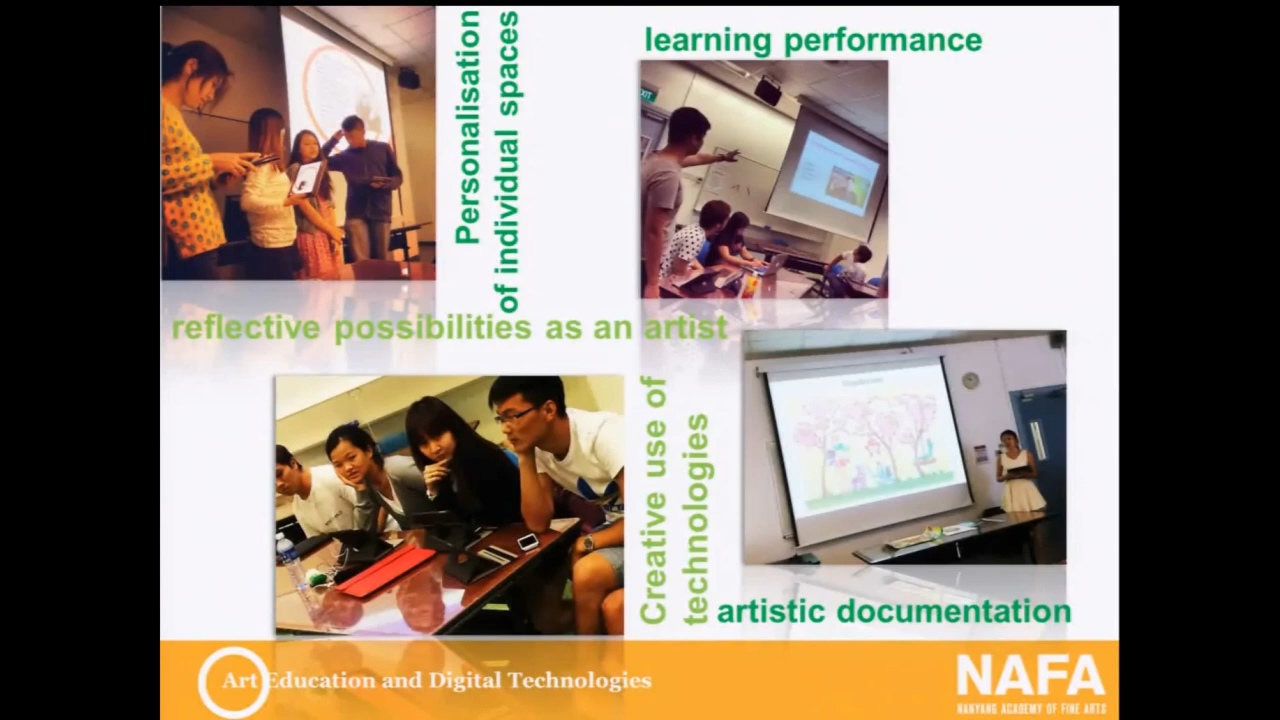 Personalisation
of individual spaces
learning performance
EXIT
reflective possibilities as an artist
Creative use of
technologies
artistic documentation
Art Education and Digital Technologies
NAFA
NANYANG ACADEMY OF FINE ARTS